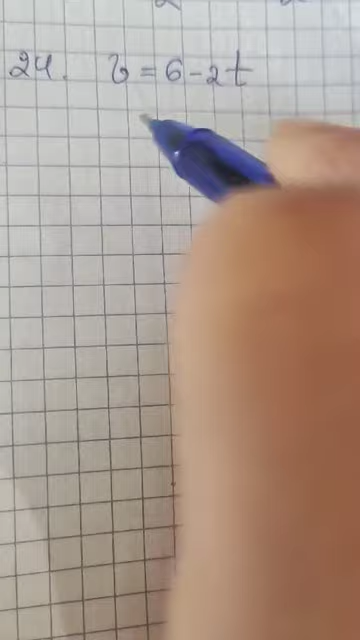 24. v = 6 - 2t